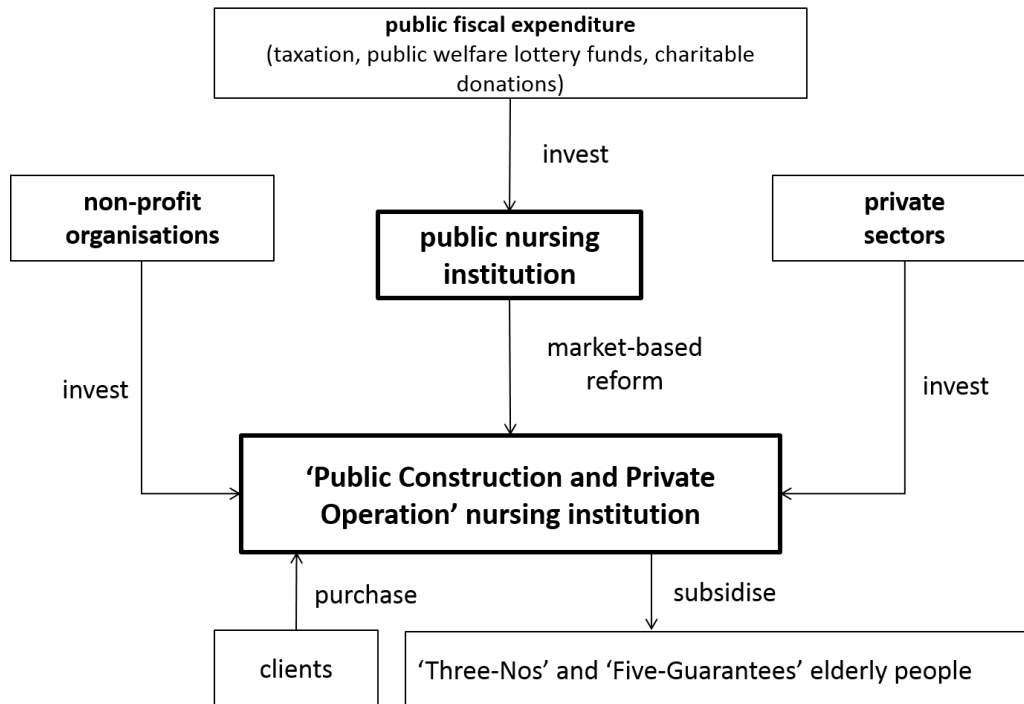 public fiscal expenditure
(taxation, public welfare lottery funds, charitable
donations)
invest
non-profit
organisations
public nursing
institution
private
sectors
market-based
reform
invest
invest
‘Public Construction and Private
Operation’ nursing institution
purchase
subsidise
clients
‘Three-Nos’ and ‘Five-Guarantees’ elderly people